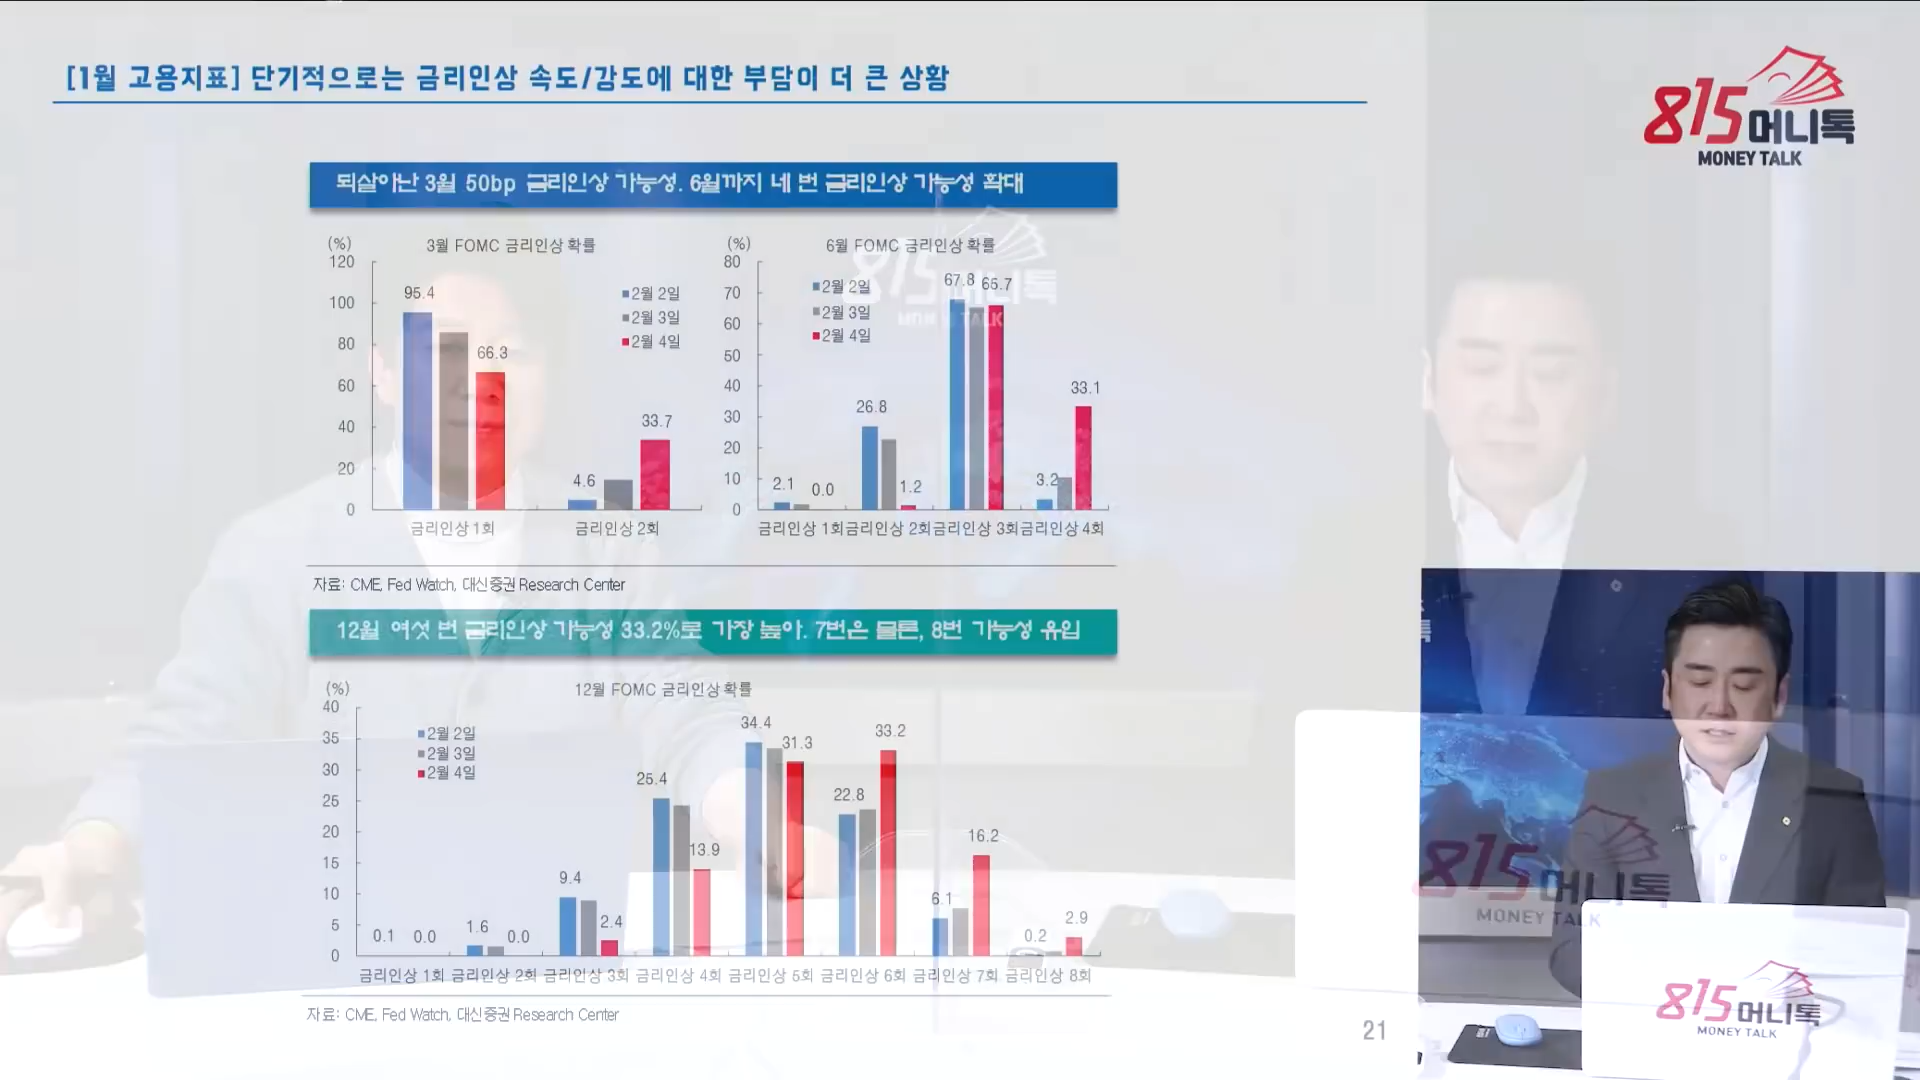 [1월 고용지표] 단기적으로는 금리인상 속도/강도에 대한 부담이 더 큰 상황
815머니톡
MONEY TALK
되살아난 3월 50bp 금리인상 가능성. 6월까지 네 번 금리인상 가능성 확대
(%)
3월 FOMC 금리인상 확률
120
100
80
60
40
20
0
2월 2일
2월 3일
2월 4일
95.4
66.3
4.6
33.7
금리인상 1회
금리인상 2회
(%)
6월 FOMC 금리인상 확률
80
70
60
50
40
30
20
10
0
2월 2일
2월 3일
2월 4일
2.1
0.0
26.8
1.2
67.8
65.7
3.2
33.1
금리인상 1회
금리인상 2회
금리인상 3회
금리인상 4회
815머니톡
자료: CME, Fed Watch, 대신증권 Research Center
12월 여섯 번 금리인상 가능성 33.2%로 가장 높아. 7번은 물론, 8번 가능성 유입
(%)
12월 FOMC 금리인상 확률
40
35
30
25
20
15
10
5
0
2월 2일
2월 3일
2월 4일
0.1
0.0
1.6
0.0
9.4
2.4
25.4
13.9
34.4
31.3
22.8
33.2
6.1
16.2
0.2
2.9
금리인상 1회
금리인상 2회
금리인상 3회
금리인상 4회
금리인상 5회
금리인상 6회
금리인상 7회
금리인상 8회
자료: CME, Fed Watch, 대신증권 Research Center
21
815머니톡
MONEY TALK
815머니톡
MONEY TALK